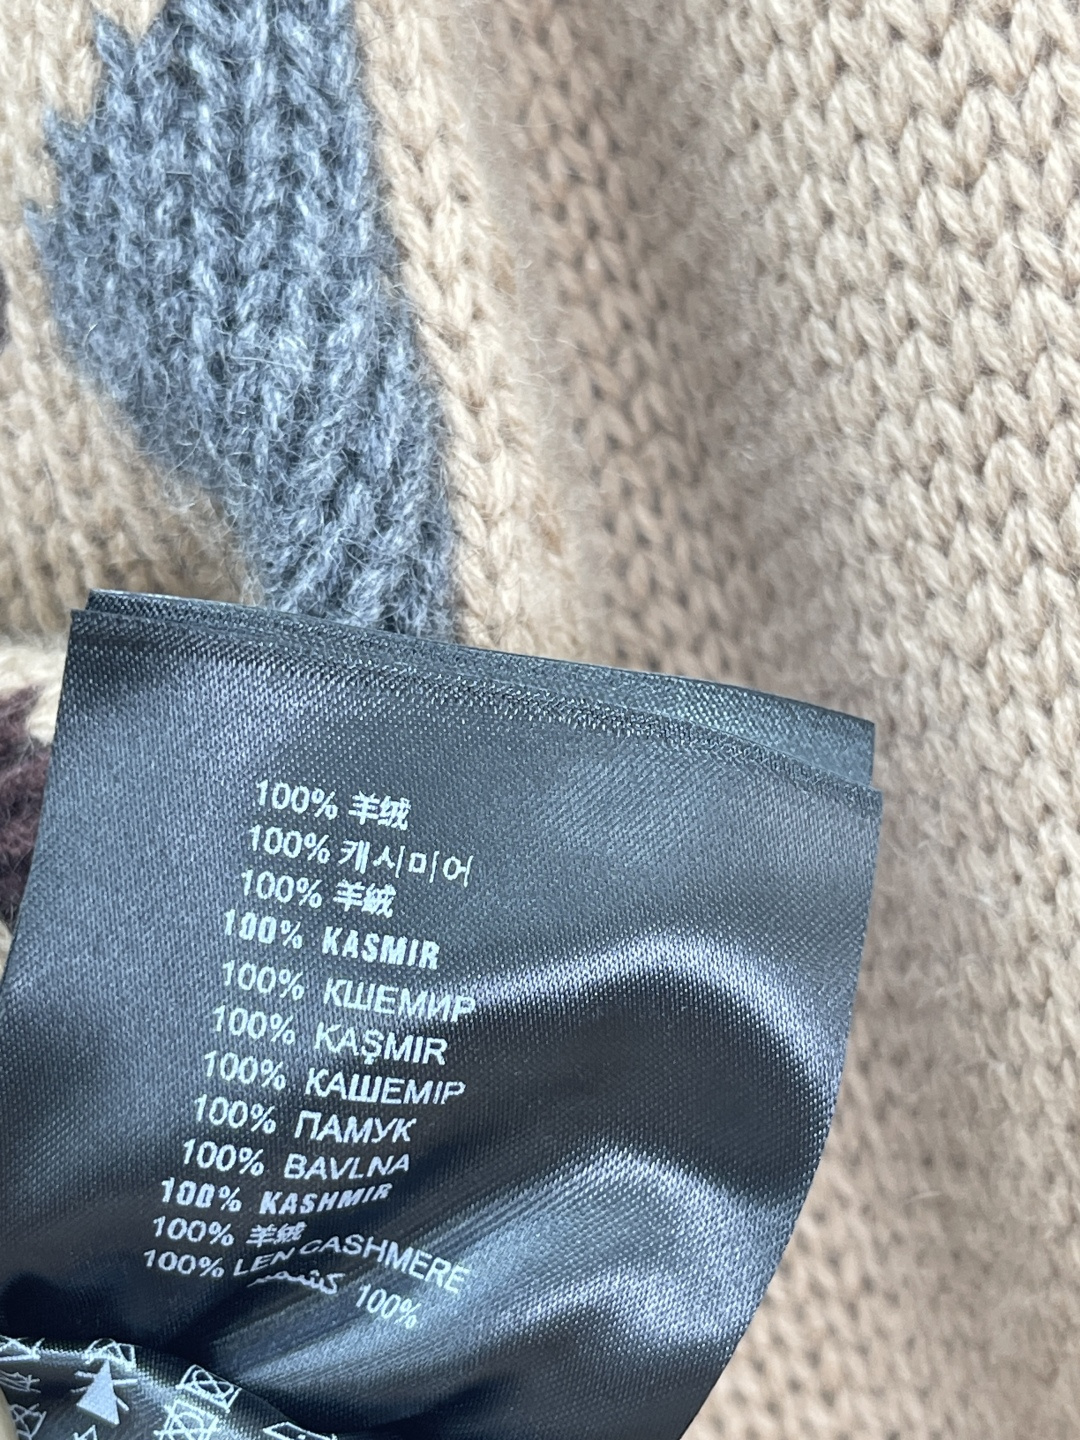 100% 羊绒
100% 캐시미어
100% 羊絨
100% KASMIR
100% КШЕМИР
100% KAŞMIR
100% КАШЕМІР
100% ПАМУК
100% BAVLNA
100% KASHMIR
100% 羊绒
100% LEN CASHMERE
كشمير 100%